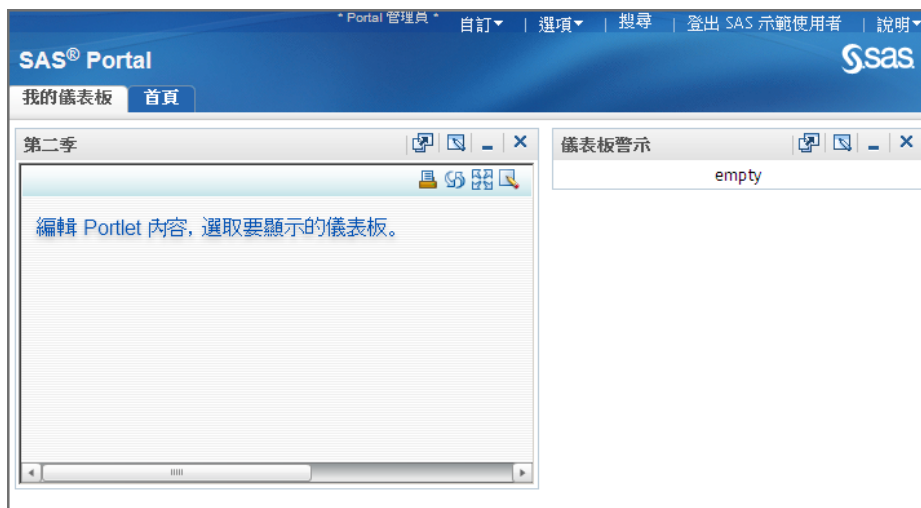 * Portal 管理員 * 自訂 | 選項 | 搜尋 | 登出 SAS 示範使用者 | 說明
SAS® Portal
sas
我的儀表板 首頁
第二季
儀表板警示
empty
編輯 Portlet 內容, 選取要顯示的儀表板。